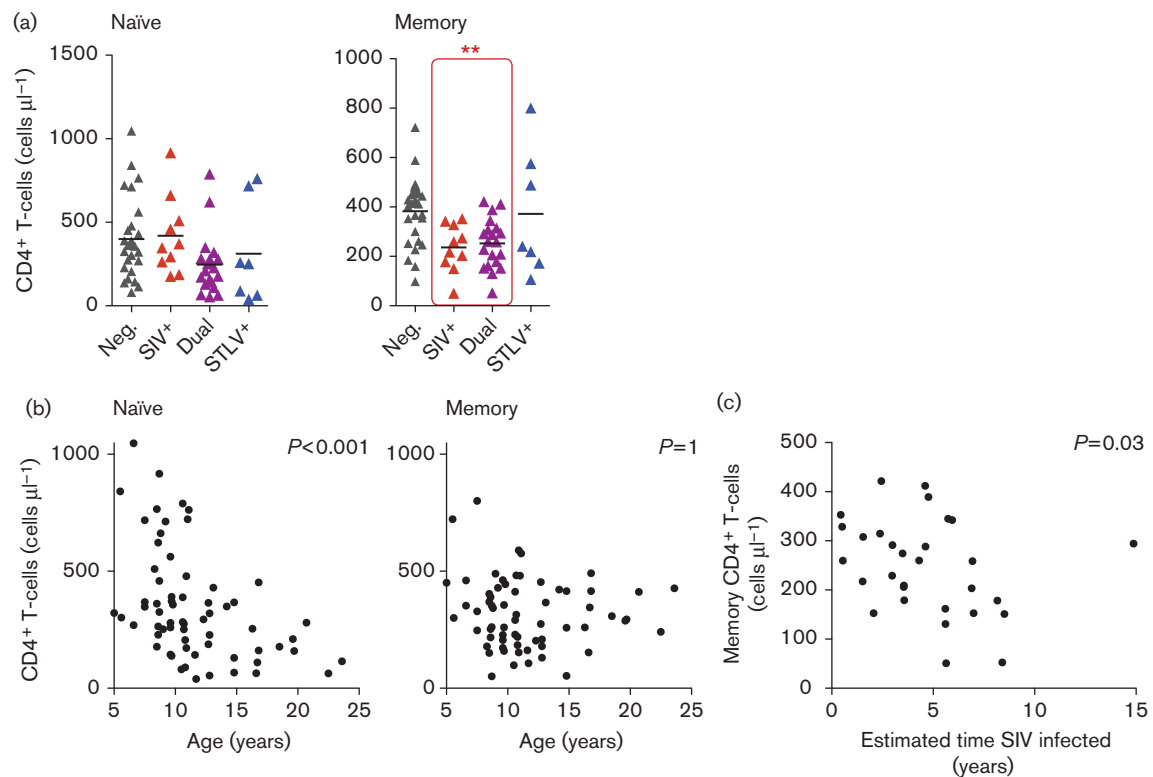 (a)
Naïve
Memory
**
CD4⁺ T-cells (cells µl⁻¹)
1500
1000
500
0
Neg.
SIV⁺
Dual
STLV⁺
1000
800
600
400
200
0
Neg.
SIV⁺
Dual
STLV⁺
(b)
Naïve
P<0.001
CD4⁺ T-cells (cells µl⁻¹)
1000
500
0
5 10 15 20 25
Age (years)
Memory
P=1
1000
500
0
5 10 15 20 25
Age (years)
(c)
P=0.03
Memory CD4⁺ T-cells
(cells µl⁻¹)
500
400
300
200
100
0
0 5 10 15
Estimated time SIV infected
(years)